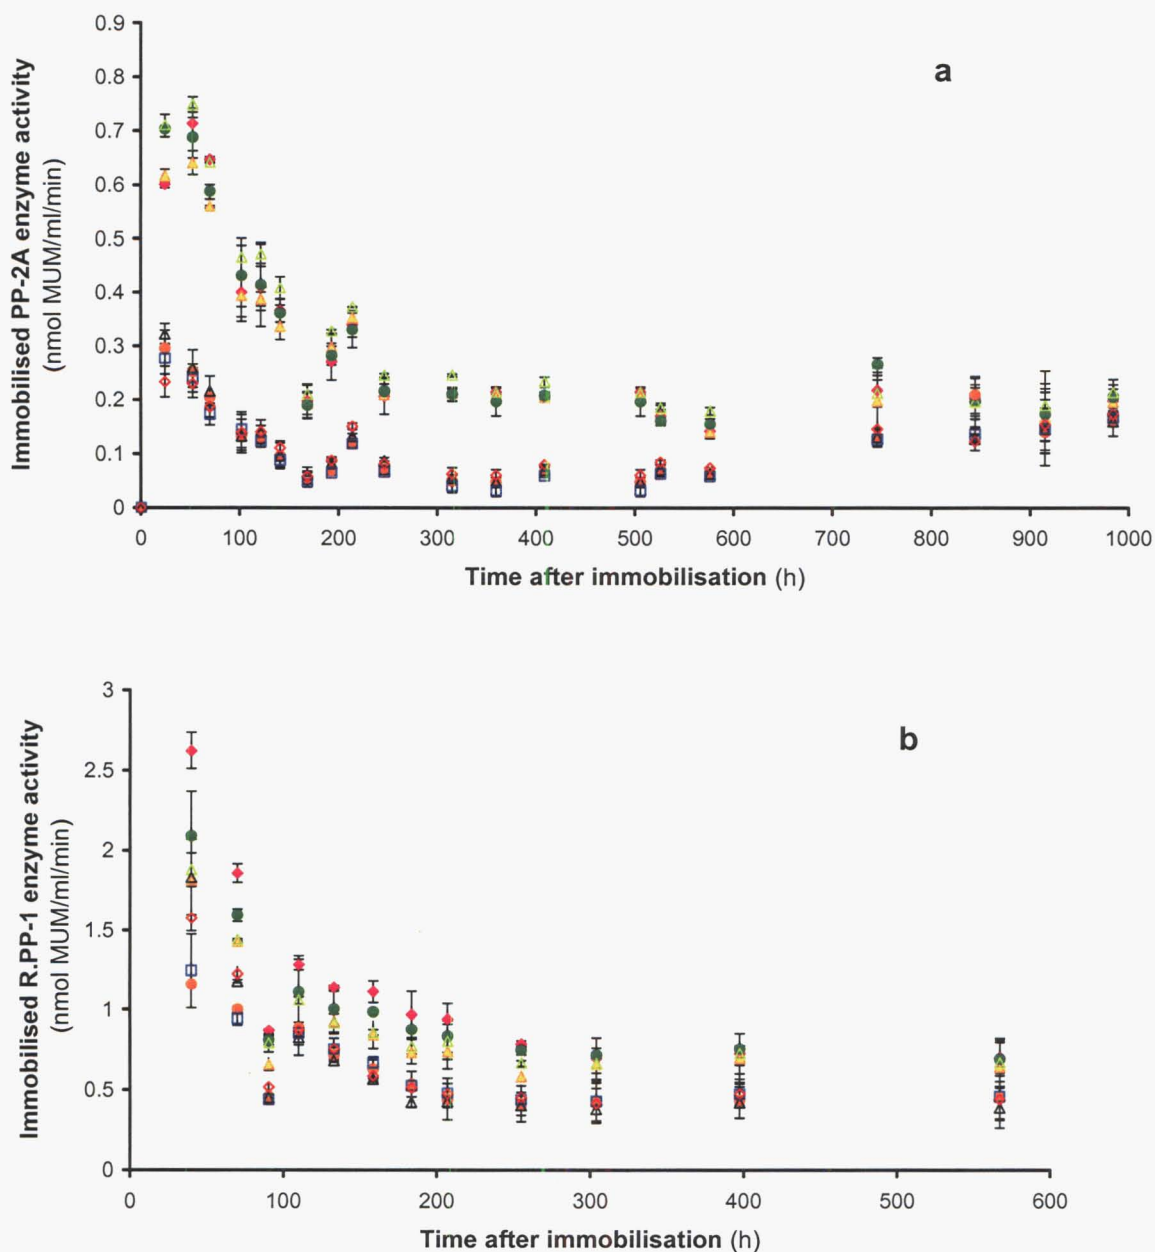 a
Immobilised PP-2A enzyme activity
(nmol MUM/ml/min)
0.9
0.8
0.7
0.6
0.5
0.4
0.3
0.2
0.1
0
0 100 200 300 400 500 600 700 800 900 1000
Time after immobilisation (h)
b
Immobilised R.PP-1 enzyme activity
(nmol MUM/ml/min)
3
2.5
2
1.5
1
0.5
0
0 100 200 300 400 500 600
Time after immobilisation (h)